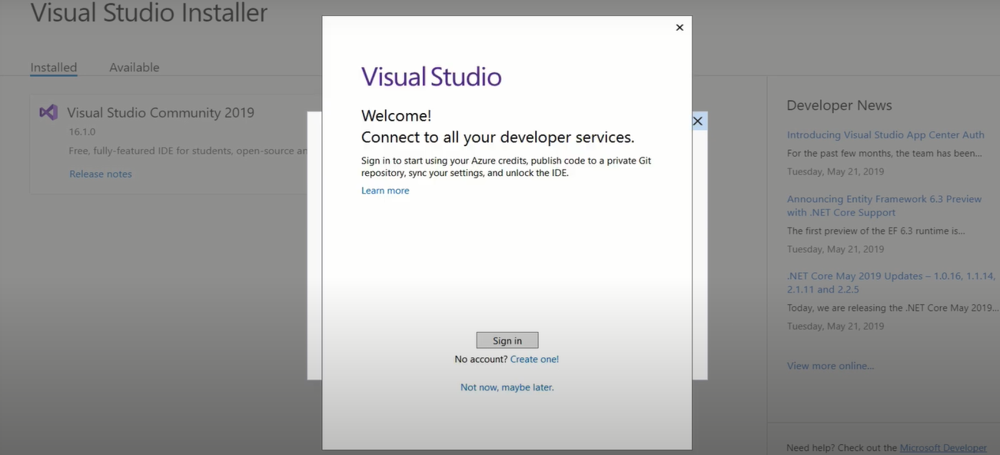 Visual Studio Installer
Installed
Available
Visual Studio Community 2019
16.1.0
Free, fully-featured IDE for students, open-source an
Release notes
Visual Studio
Welcome!
Connect to all your developer services.
Sign in to start using your Azure credits, publish code to a private Git
repository, sync your settings, and unlock the IDE.
Learn more
Sign in
No account? Create one!
Not now, maybe later.
Developer News
Introducing Visual Studio App Center Auth
For the past few months, the team has been...
Tuesday, May 21, 2019
Announcing Entity Framework 6.3 Preview
with .NET Core Support
The first preview of the EF 6.3 runtime is...
Tuesday, May 21, 2019
.NET Core May 2019 Updates – 1.0.16, 1.1.14,
2.1.11 and 2.2.5
Today, we are releasing the .NET Core May 2019...
Tuesday, May 21, 2019
View more online...
Need help? Check out the Microsoft Developer